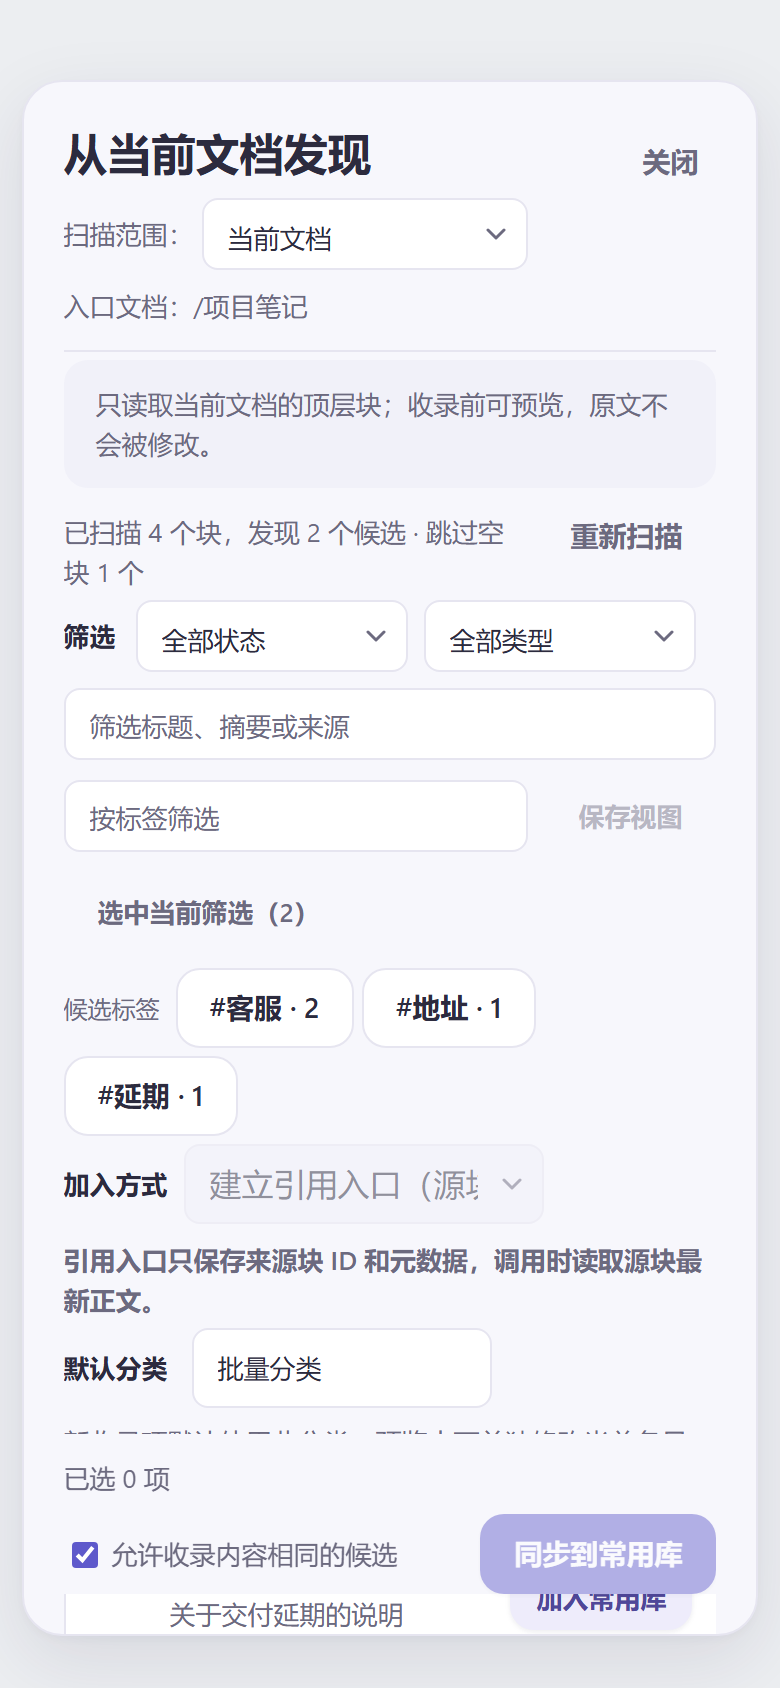 从当前文档发现
关闭
扫描范围：
当前文档
入口文档：/项目笔记
只读取当前文档的顶层块；收录前可预览，原文不
会被修改。
已扫描 4 个块，发现 2 个候选 · 跳过空
块 1 个
重新扫描
筛选
全部状态
全部类型
筛选标题、摘要或来源
按标签筛选
保存视图
选中当前筛选（2）
候选标签
#客服 · 2
#地址 · 1
#延期 · 1
加入方式
建立引用入口（源
引用入口只保存来源块 ID 和元数据，调用时读取源块最
新正文。
默认分类
批量分类
已选 0 项
允许收录内容相同的候选
同步到常用库
关于交付延期的说明
加入常用库